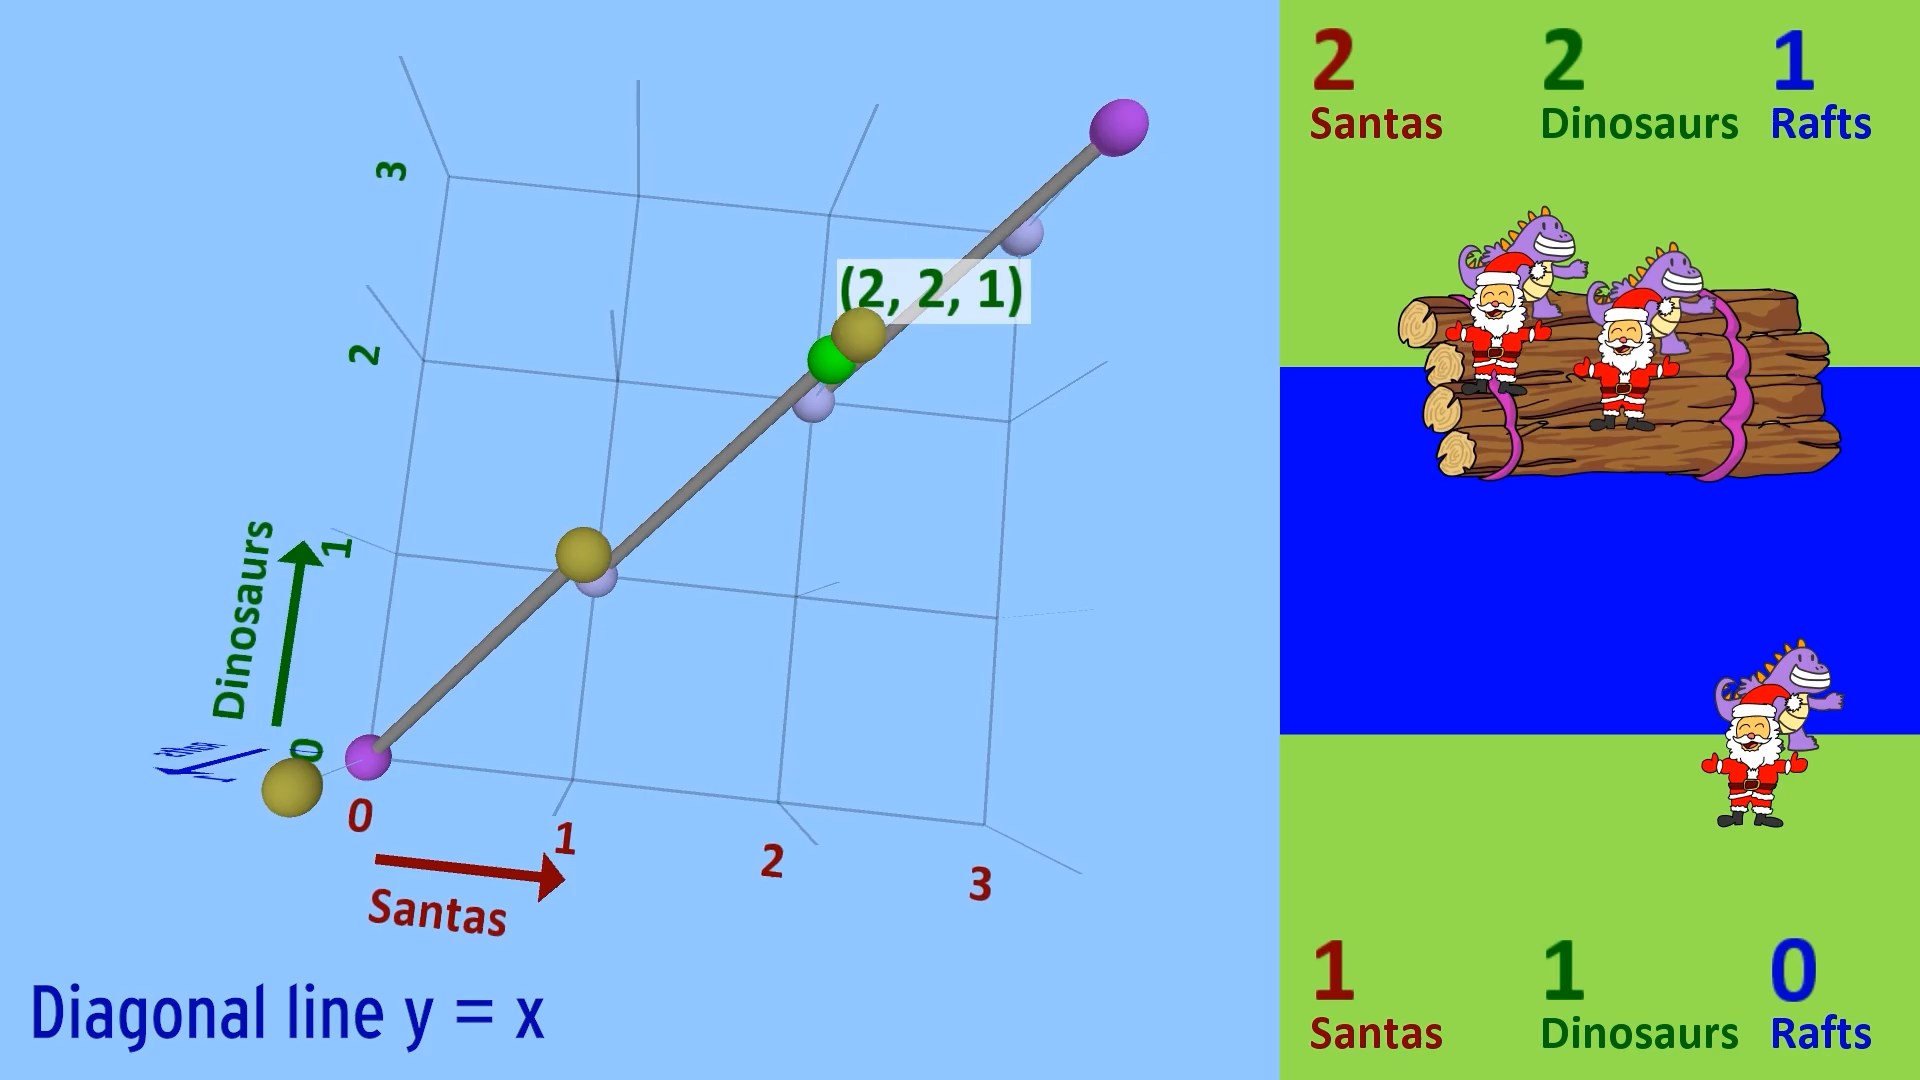 3
2
1
0
Dinosaurs
(2, 2, 1)
0
1
2
3
Santas
Diagonal line y = x
2 2 1
Santas Dinosaurs Rafts
1 1 0
Santas Dinosaurs Rafts